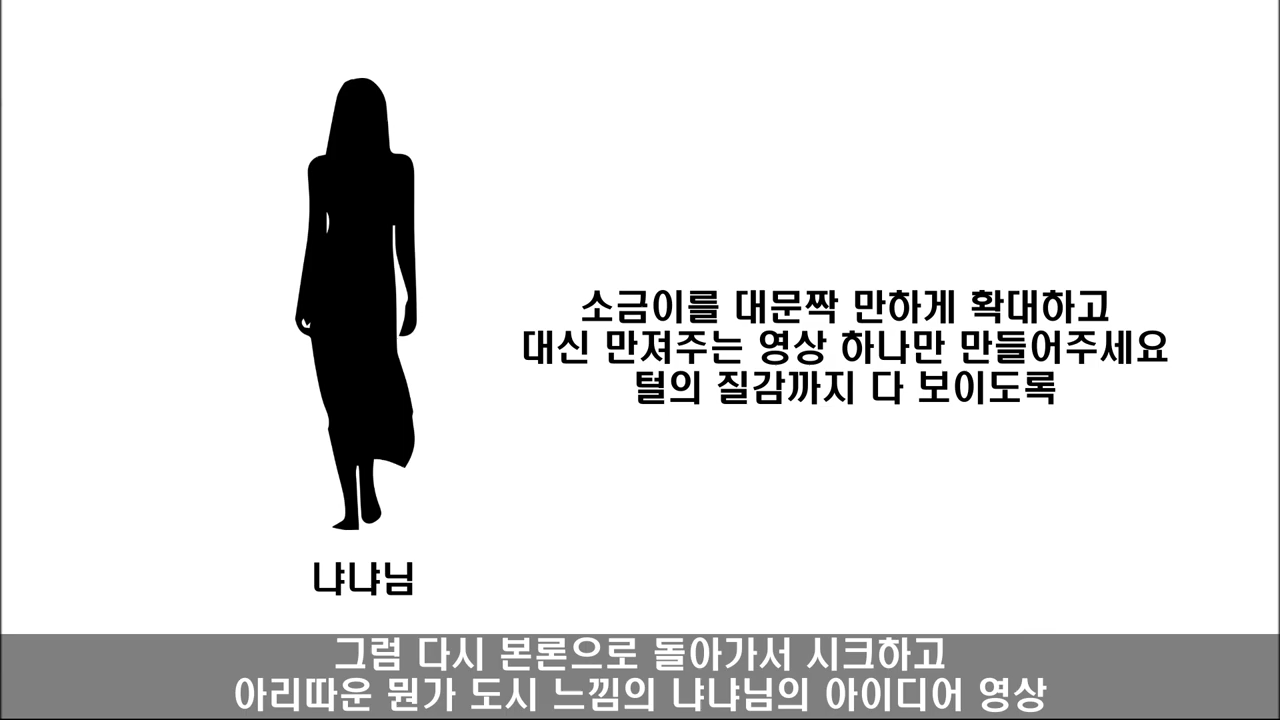 소금이를 대문짝 만하게 확대하고
대신 만져주는 영상 하나만 만들어주세요
털의 질감까지 다 보이도록
냐냐님
그럼 다시 본론으로 돌아가서 시크하고
아리따운 뭔가 도시 느낌의 냐냐님의 아이디어 영상